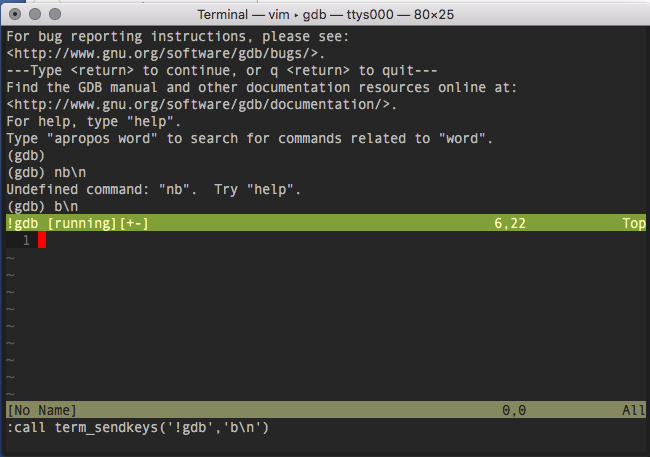 Terminal — vim ▸ gdb — ttys000 — 80×25
For bug reporting instructions, please see:
<http://www.gnu.org/software/gdb/bugs/>.
---Type <return> to continue, or q <return> to quit---
Find the GDB manual and other documentation resources online at:
<http://www.gnu.org/software/gdb/documentation/>.
For help, type "help".
Type "apropos word" to search for commands related to "word".
(gdb)
(gdb) nb\n
Undefined command: "nb".  Try "help".
(gdb) b\n
!gdb [running][+-] 6,22 Top
1
~
~
~
~
~
~
~
~
~
[No Name] 0,0 All
:call term_sendkeys('!gdb','b\n')